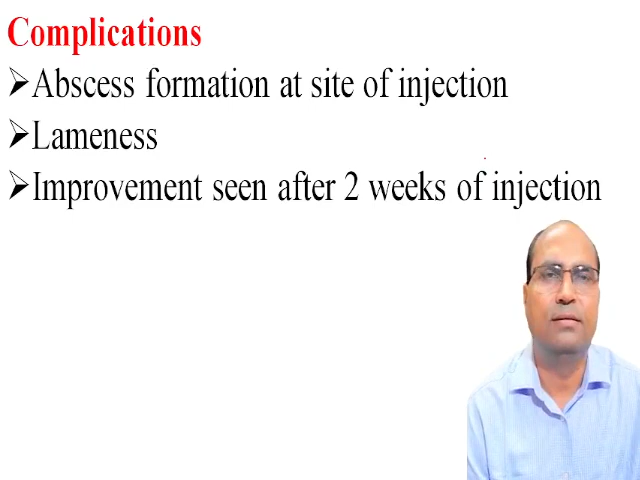 Complications
➢Abscess formation at site of injection
➢Lameness
➢Improvement seen after 2 weeks of injection